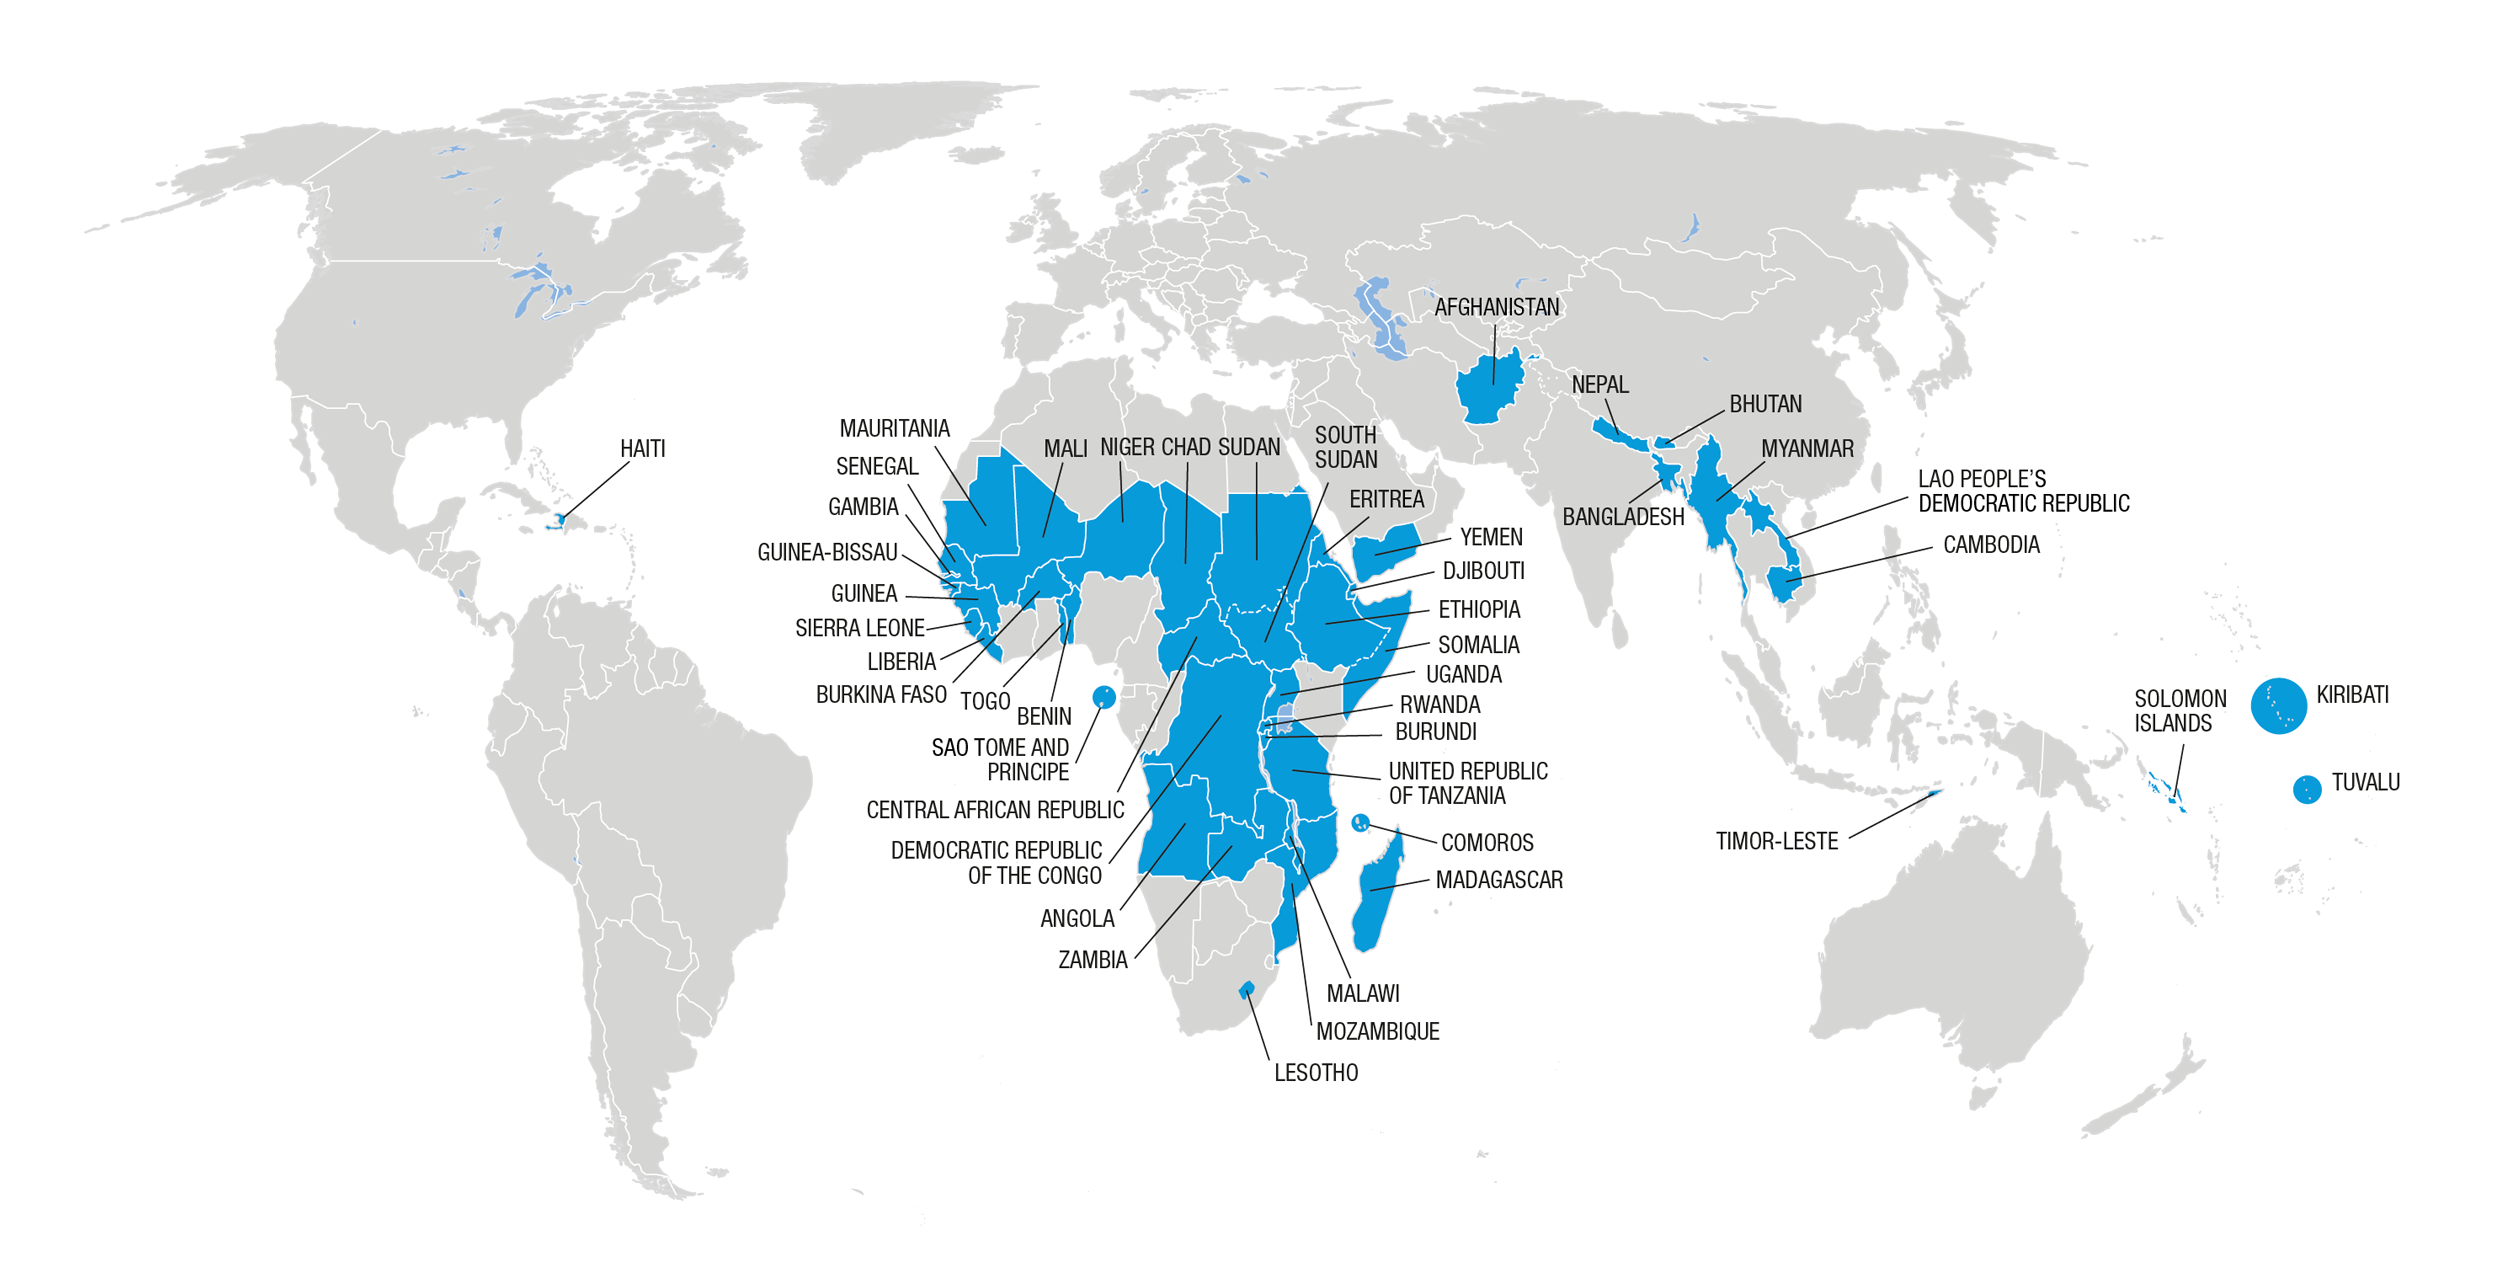 AFGHANISTAN
NEPAL
BHUTAN
MYANMAR
BANGLADESH
LAO PEOPLE'S
DEMOCRATIC REPUBLIC
CAMBODIA
HAITI
MAURITANIA
SENEGAL
GAMBIA
GUINEA-BISSAU
GUINEA
SIERRA LEONE
LIBERIA
BURKINA FASO
TOGO
BENIN
MALI
NIGER
CHAD
SUDAN
SOUTH
SUDAN
ERITREA
YEMEN
DJIBOUTI
ETHIOPIA
SOMALIA
UGANDA
RWANDA
BURUNDI
UNITED REPUBLIC
OF TANZANIA
SAO TOME AND
PRINCIPE
CENTRAL AFRICAN REPUBLIC
DEMOCRATIC REPUBLIC
OF THE CONGO
ANGOLA
ZAMBIA
COMOROS
MADAGASCAR
MALAWI
MOZAMBIQUE
LESOTHO
TIMOR-LESTE
SOLOMON
ISLANDS
KIRIBATI
TUVALU